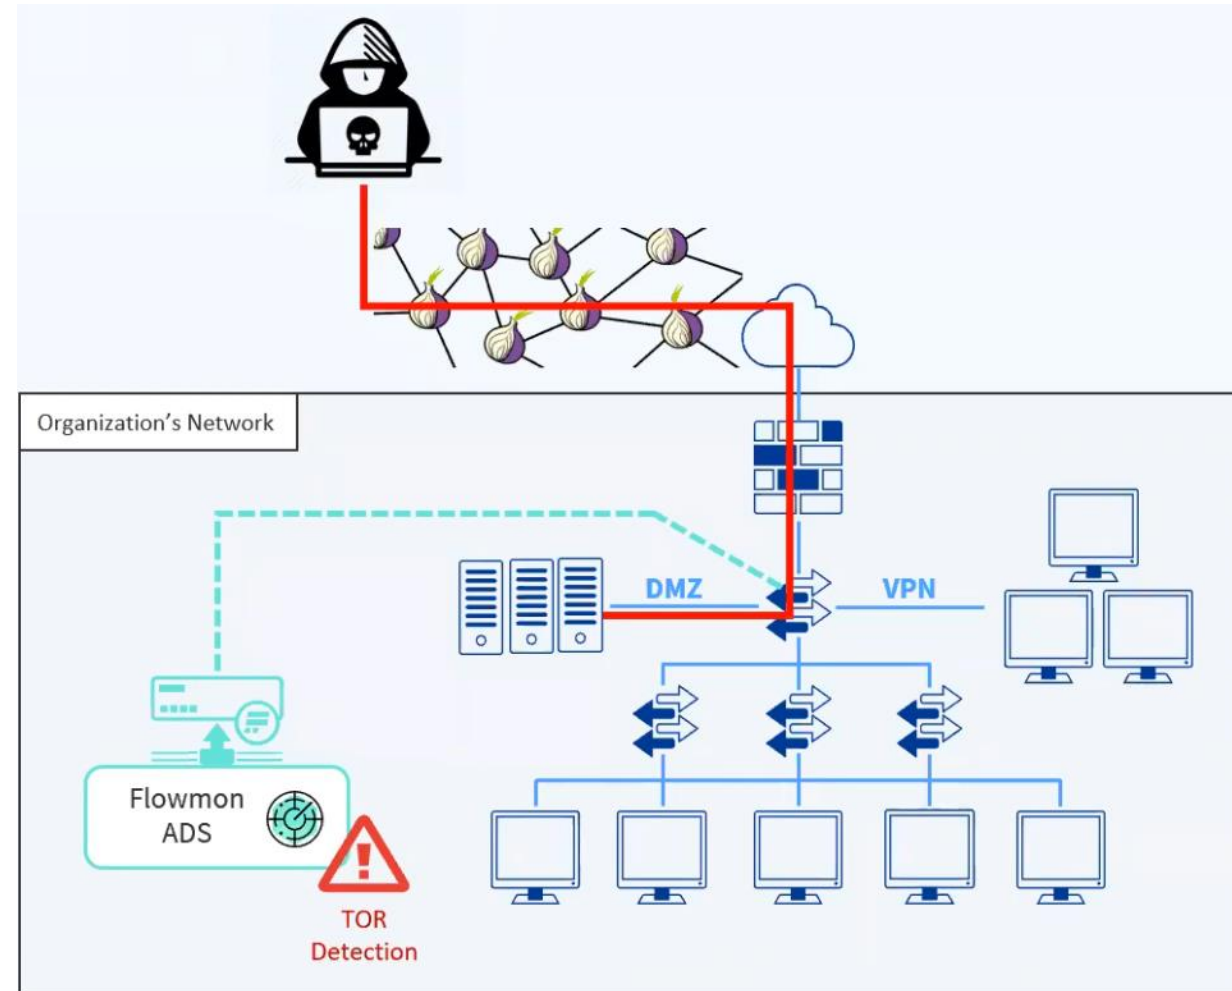 Organization’s Network
DMZ
VPN
Flowmon
ADS
TOR
Detection